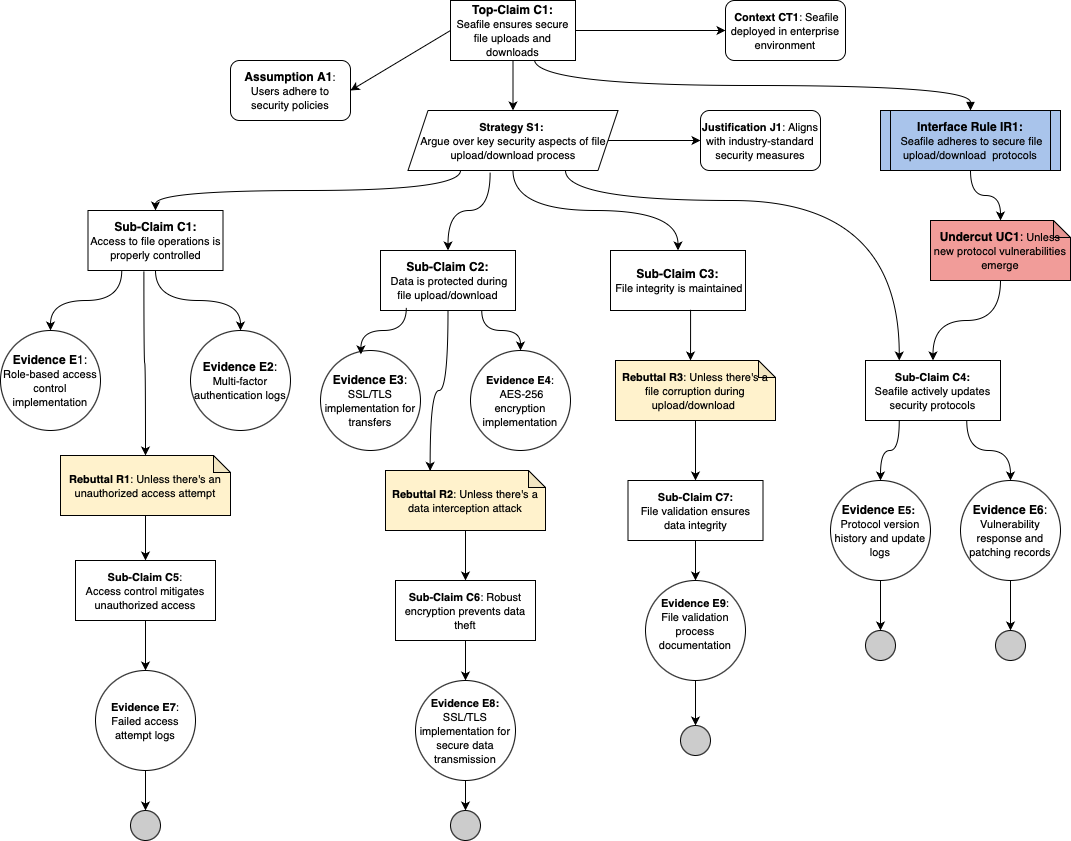 Top-Claim C1:
Seafile ensures secure
file uploads and
downloads
Context CT1: Seafile
deployed in enterprise
environment
Assumption A1:
Users adhere to
security policies
Strategy S1:
Argue over key security aspects of file
upload/download process
Justification J1: Aligns
with industry-standard
security measures
Interface Rule IR1:
Seafile adheres to secure file
upload/download protocols
Sub-Claim C1:
Access to file operations is
properly controlled
Sub-Claim C2:
Data is protected during
file upload/download
Sub-Claim C3:
File integrity is maintained
Undercut UC1: Unless
new protocol vulnerabilities
emerge
Evidence E1:
Role-based access
control
implementation
Evidence E2:
Multi-factor
authentication logs
Evidence E3:
SSL/TLS
implementation for
transfers
Evidence E4:
AES-256
encryption
implementation
Rebuttal R3: Unless there's a
file corruption during
upload/download
Sub-Claim C4:
Seafile actively updates
security protocols
Rebuttal R1: Unless there's an
unauthorized access attempt
Rebuttal R2: Unless there's a
data interception attack
Sub-Claim C7:
File validation ensures
data integrity
Evidence E5:
Protocol version
history and update
logs
Evidence E6:
Vulnerability
response and
patching records
Sub-Claim C5:
Access control mitigates
unauthorized access
Sub-Claim C6: Robust
encryption prevents data
theft
Evidence E9:
File validation
process
documentation
Evidence E7:
Failed access
attempt logs
Evidence E8:
SSL/TLS
implementation for
secure data
transmission